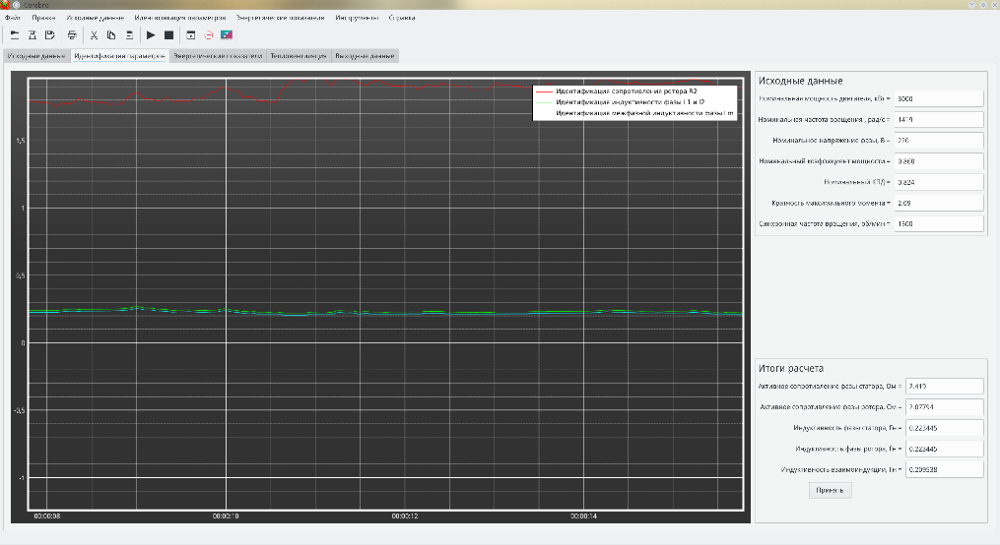 Cerebro
Файл Правка Исходные данные Идентификация параметров Энергетические показатели Инструменты Справка
Исходные данные Идентификация параметров Энергетические показатели Тепловентиляция Выходные данные
Идентификация сопротивления ротора R2
Идентификация индуктивности фазы L1 и l2
Идентификация межфазной индуктивности фазы Lm
1,5
1
0,5
0
-0,5
-1
00:00:08 00:00:10 00:00:12 00:00:14
Исходные данные
Номинальная мощность двигателя, кВт = 3000
Номинальная частота вращения , рад/с = 1419
Номинальное напряжение фазы, В = 220
Номинальный коэфициент мощности = 0.868
Номинальный КПД = 0.824
Кратность максимального момента = 2.09
Синхронная частота вращения, об/мин = 1500
Итоги расчета
Активное сопротивление фазы статора, Ом = 2.419
Активное сопротивление фазы ротора, Ом = 2.07794
Индуктивность фазы статора, Гн = 0.223445
Индуктивность фазы ротора, Гн = 0.223445
Индуктивность взаимоиндукции, Гн = 0.209538
Принять